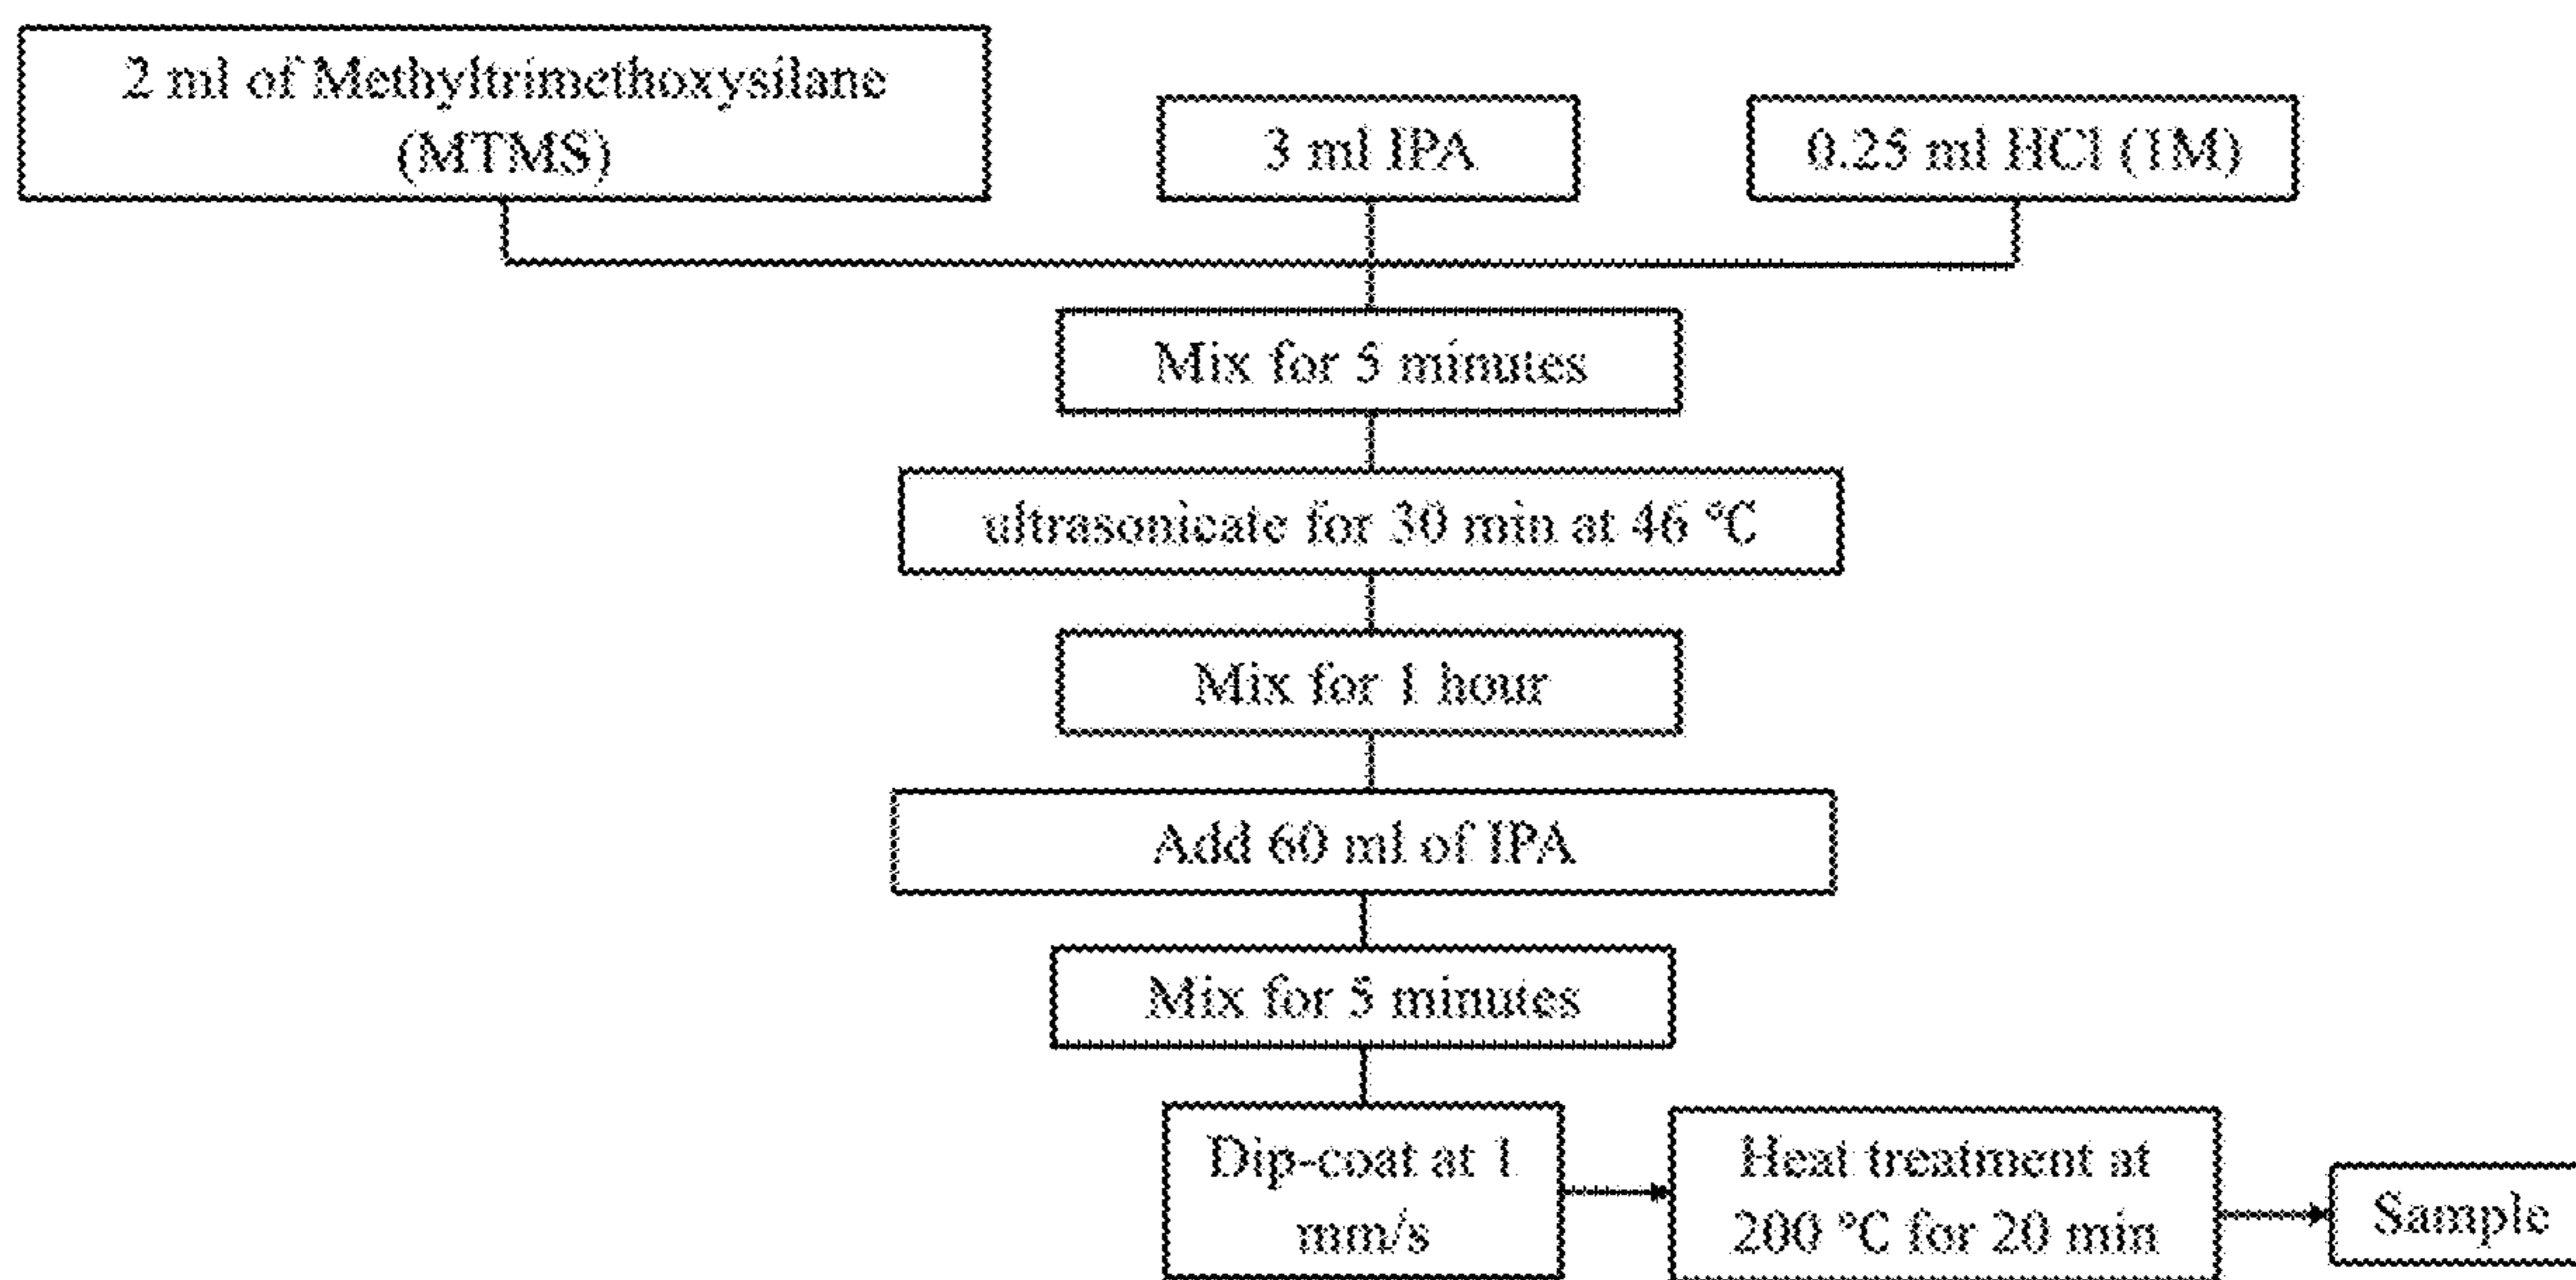 2 ml of Methyltrimethoxysilane
(MTMS)
3 ml IPA
0.25 ml HCl (1M)
Mix for 5 minutes
ultrasonicate for 30 min at 46 °C
Mix for 1 hour
Add 60 ml of IPA
Mix for 5 minutes
Dip-coat at 1
mm/s
Heat treatment at
200 °C for 20 min
Sample